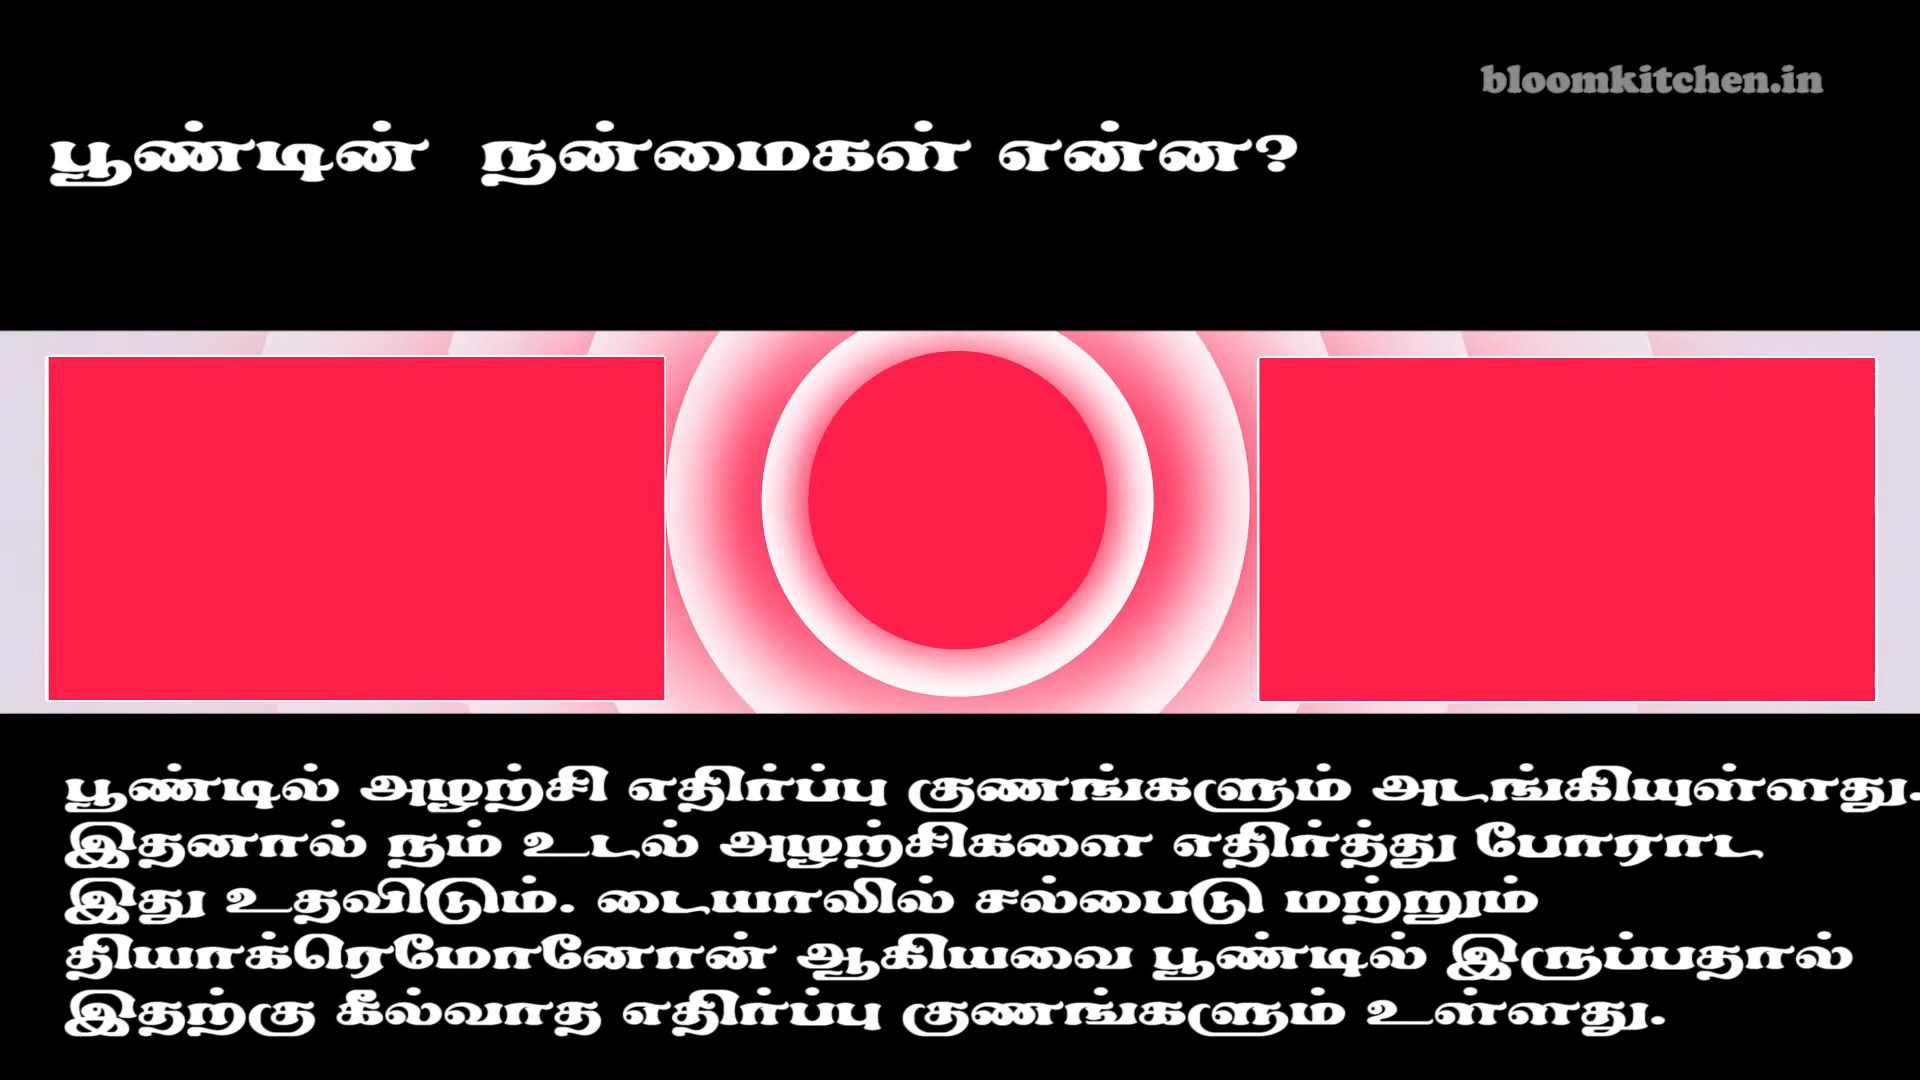 bloomkitchen.in
பூண்டின் நன்மைகள் என்ன?
பூண்டில் அழற்சி எதிர்ப்பு குணங்களும் அடங்கியுள்ளது.
இதனால் நம் உடல் அழற்சிகளை எதிர்த்து போராட
இது உதவிடும். டையாலில் சல்பைடு மற்றும்
தியாக்ரெமோனோன் ஆகியவை பூண்டில் இருப்பதால்
இதற்கு கீல்வாத எதிர்ப்பு குணங்களும் உள்ளது.